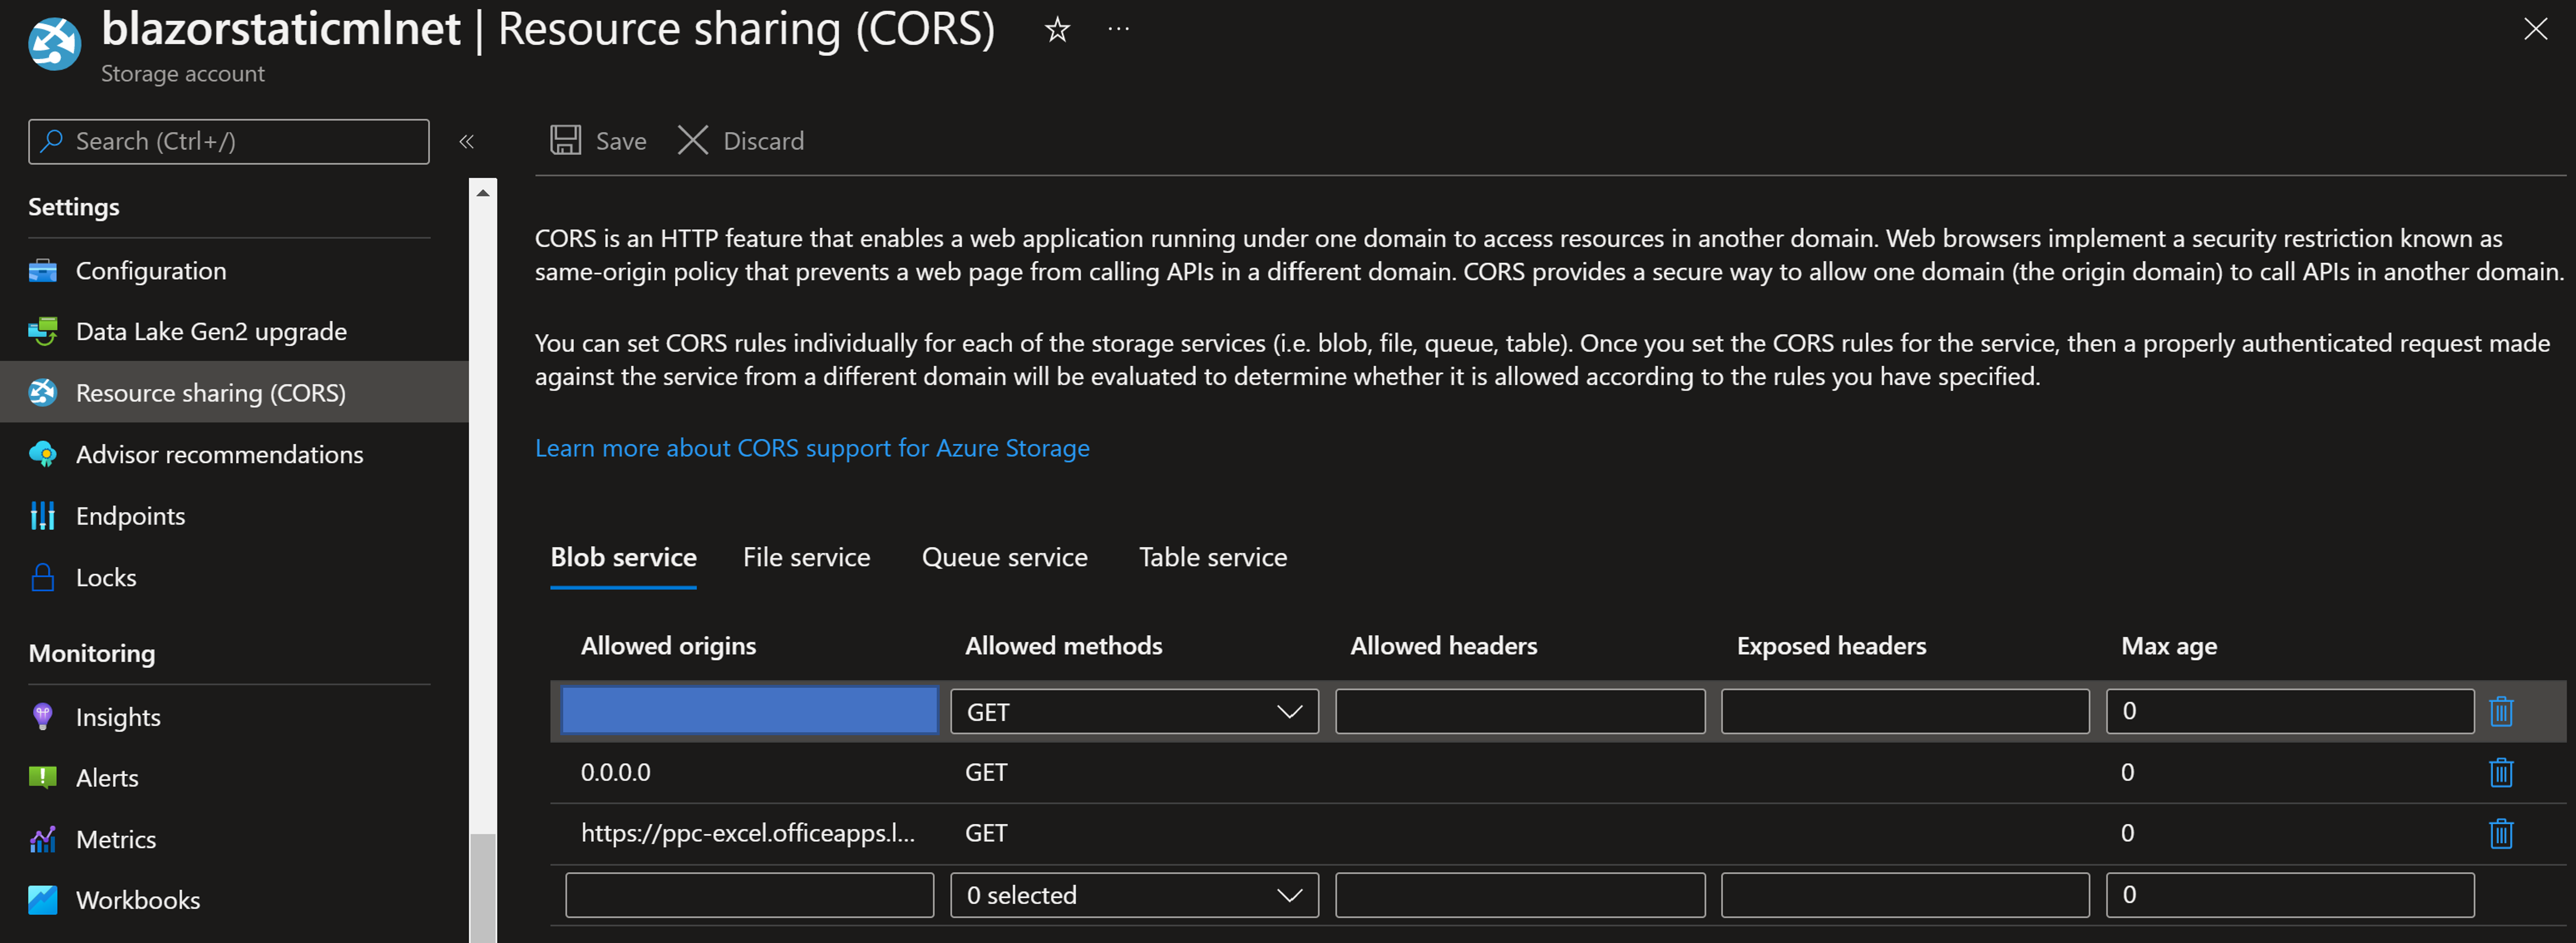 blazorstaticmlnet | Resource sharing (CORS)
Storage account
Search (Ctrl+/)
Save
Discard
Settings
Configuration
Data Lake Gen2 upgrade
Resource sharing (CORS)
Advisor recommendations
Endpoints
Locks
Monitoring
Insights
Alerts
Metrics
Workbooks
CORS is an HTTP feature that enables a web application running under one domain to access resources in another domain. Web browsers implement a security restriction known as
same-origin policy that prevents a web page from calling APIs in a different domain. CORS provides a secure way to allow one domain (the origin domain) to call APIs in another domain.
You can set CORS rules individually for each of the storage services (i.e. blob, file, queue, table). Once you set the CORS rules for the service, then a properly authenticated request made
against the service from a different domain will be evaluated to determine whether it is allowed according to the rules you have specified.
Learn more about CORS support for Azure Storage
Blob service File service Queue service Table service
Allowed origins Allowed methods Allowed headers Exposed headers Max age
GET 0
0.0.0.0 GET 0
https://ppc-excel.officeapps.l... GET 0
0 selected 0